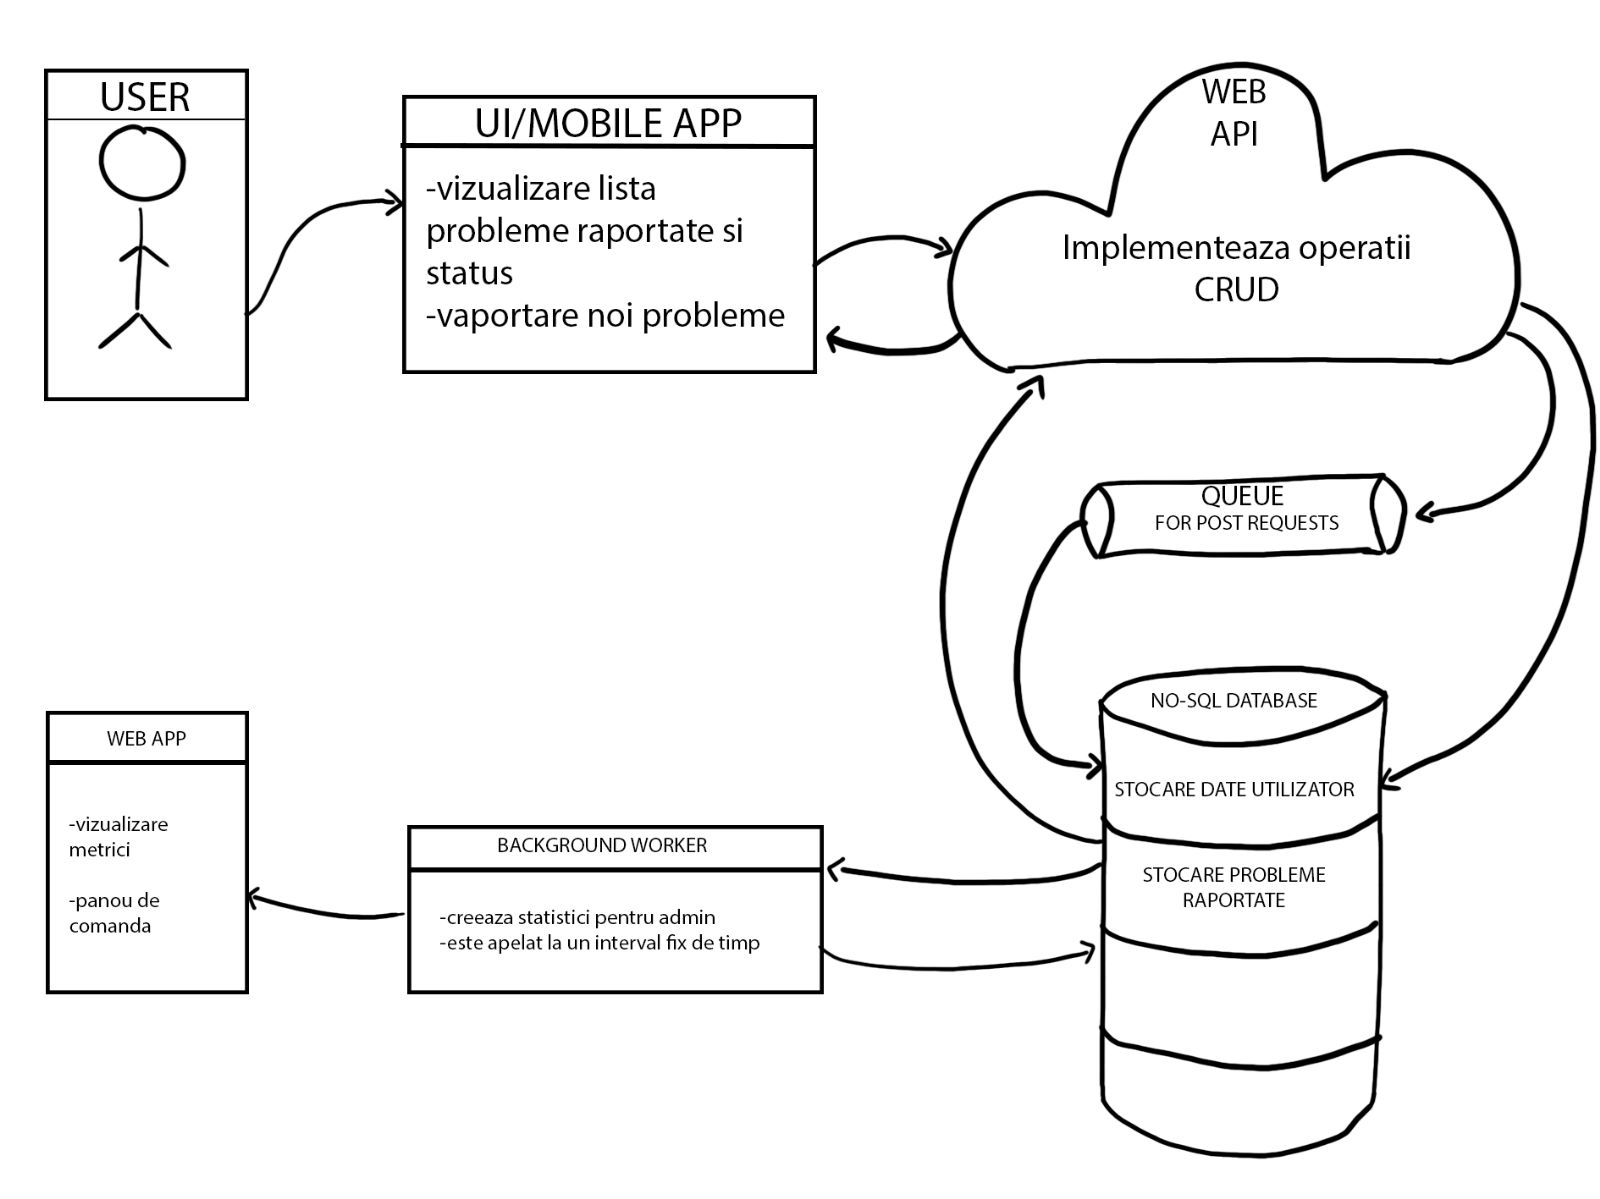 USER
UI/MOBILE APP
-vizualizare lista
probleme raportate si
status
-vaportare noi probleme
WEB
API
Implementeaza operatii
CRUD
QUEUE
FOR POST REQUESTS
NO-SQL DATABASE
STOCARE DATE UTILIZATOR
STOCARE PROBLEME
RAPORTATE
WEB APP
-vizualizare
metrici
-panou de
comanda
BACKGROUND WORKER
-creeaza statistici pentru admin
-este apelat la un interval fix de timp